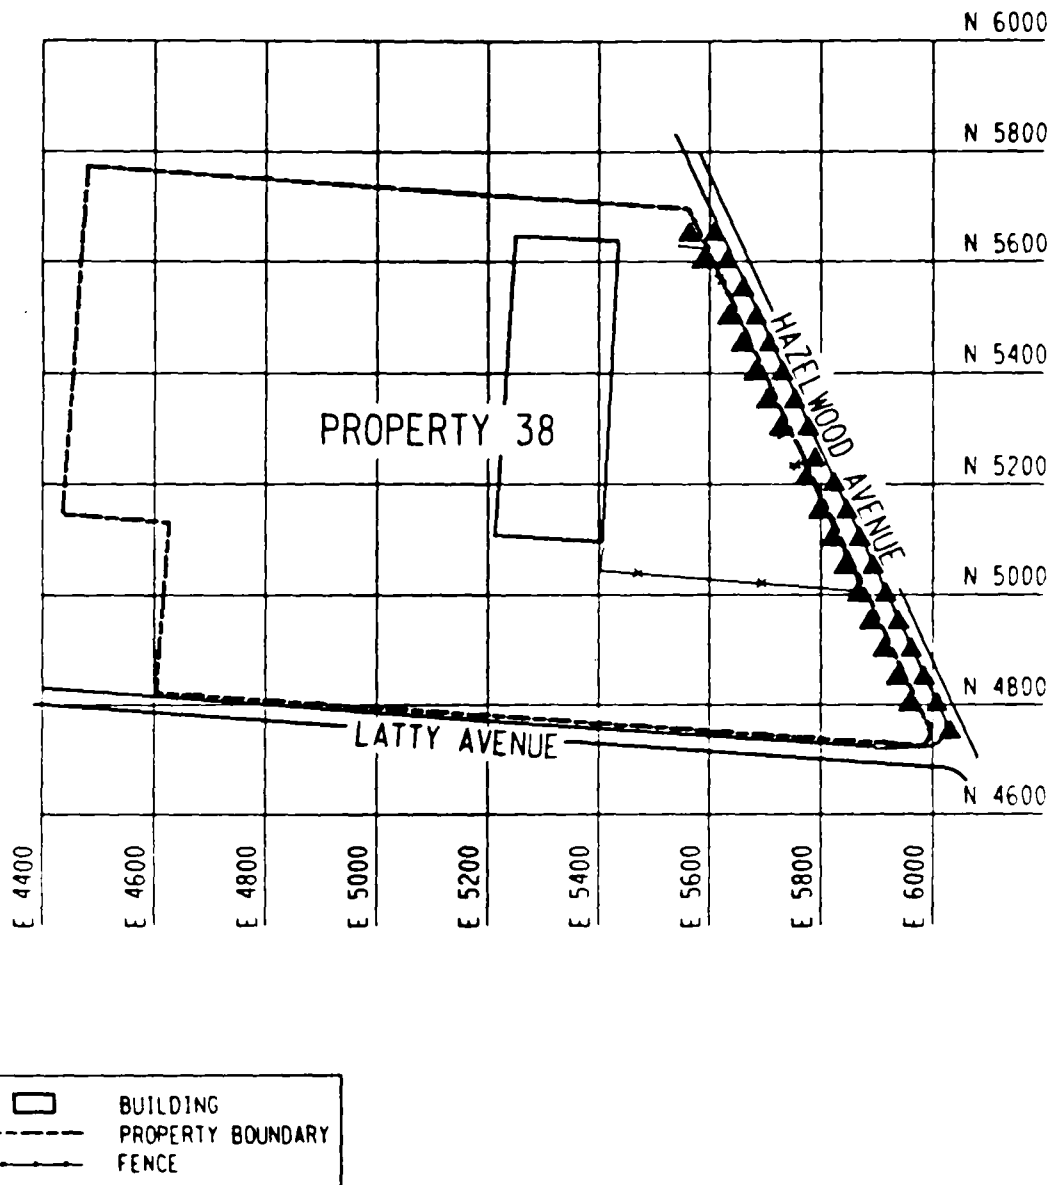 N 6000
N 5800
N 5600
N 5400
N 5200
N 5000
N 4800
N 4600
HAZELWOOD AVENUE
PROPERTY 38
LATTY AVENUE
E 4400
E 4600
E 4800
E 5000
E 5200
E 5400
E 5600
E 5800
E 6000
BUILDING
PROPERTY BOUNDARY
FENCE